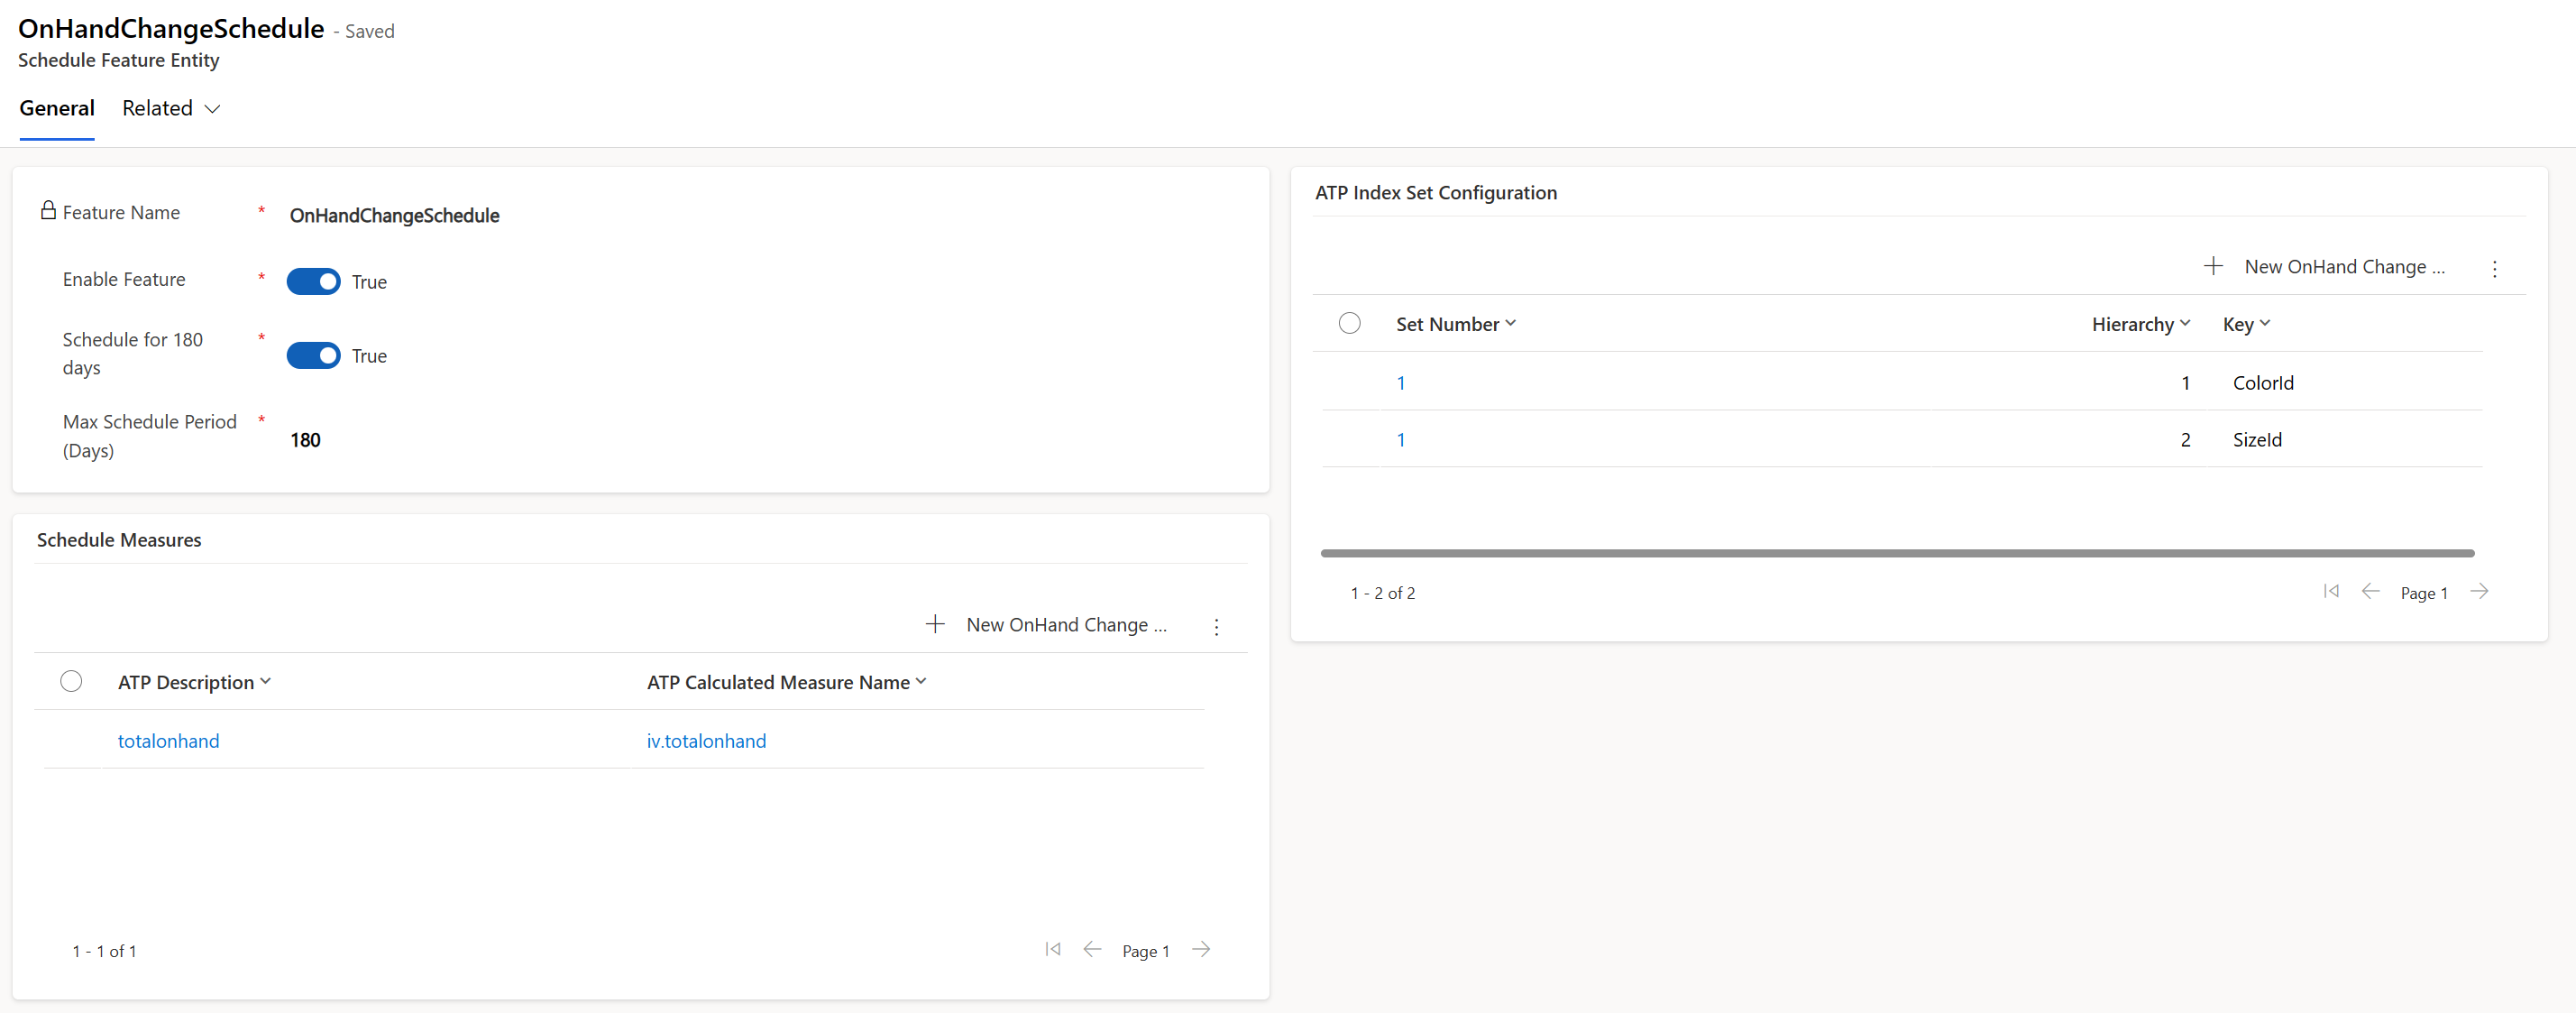 OnHandChangeSchedule - Saved
Schedule Feature Entity
General Related
Feature Name * OnHandChangeSchedule
Enable Feature * True
Schedule for 180 days * True
Max Schedule Period (Days) * 180
Schedule Measures
New OnHand Change ...
ATP Description ATP Calculated Measure Name
totalonhand iv.totalonhand
1 - 1 of 1 Page 1
ATP Index Set Configuration
New OnHand Change ...
Set Number Hierarchy Key
1 1 ColorId
1 2 SizeId
1 - 2 of 2 Page 1